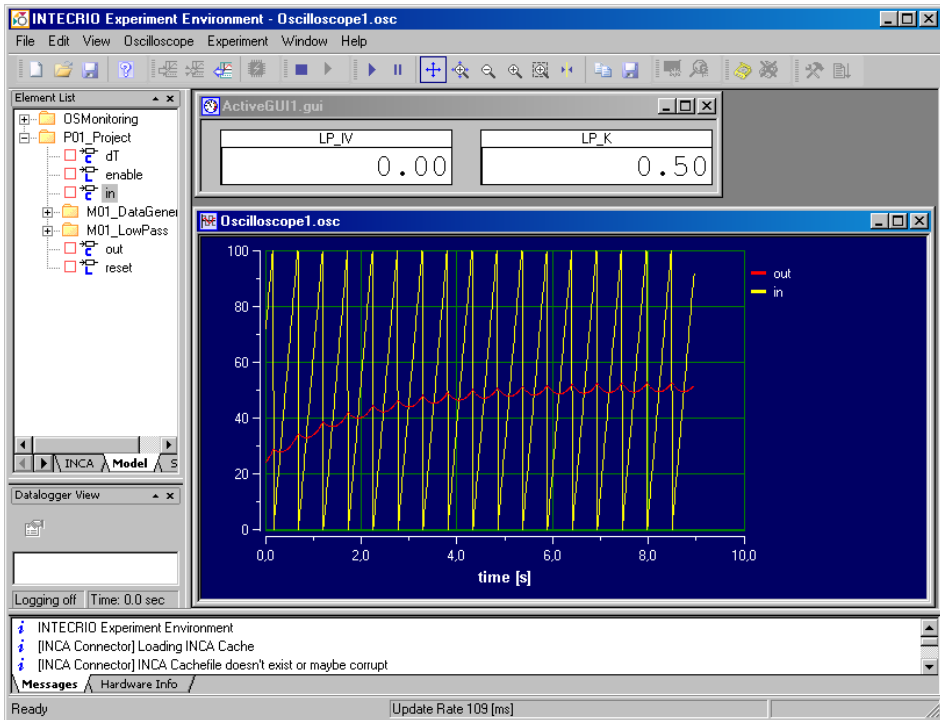 INTECRIO Experiment Environment - Oscilloscope1.osc
File Edit View Oscilloscope Experiment Window Help
Element List
OSMonitoring
P01_Project
dT
enable
in
M01_DataGener
M01_LowPass
out
reset
INCA Model S
Datalogger View
Logging off Time: 0.0 sec
ActiveGUI1.gui
LP_IV LP_K
0.00 0.50
Oscilloscope1.osc
100
80
60
40
20
0
0,0 2,0 4,0 6,0 8,0 10,0
time [s]
out
in
INTECRIO Experiment Environment
[INCA Connector] Loading INCA Cache
[INCA Connector] INCA Cachefile doesn't exist or maybe corrupt
Messages Hardware Info
Ready Update Rate 109 [ms]